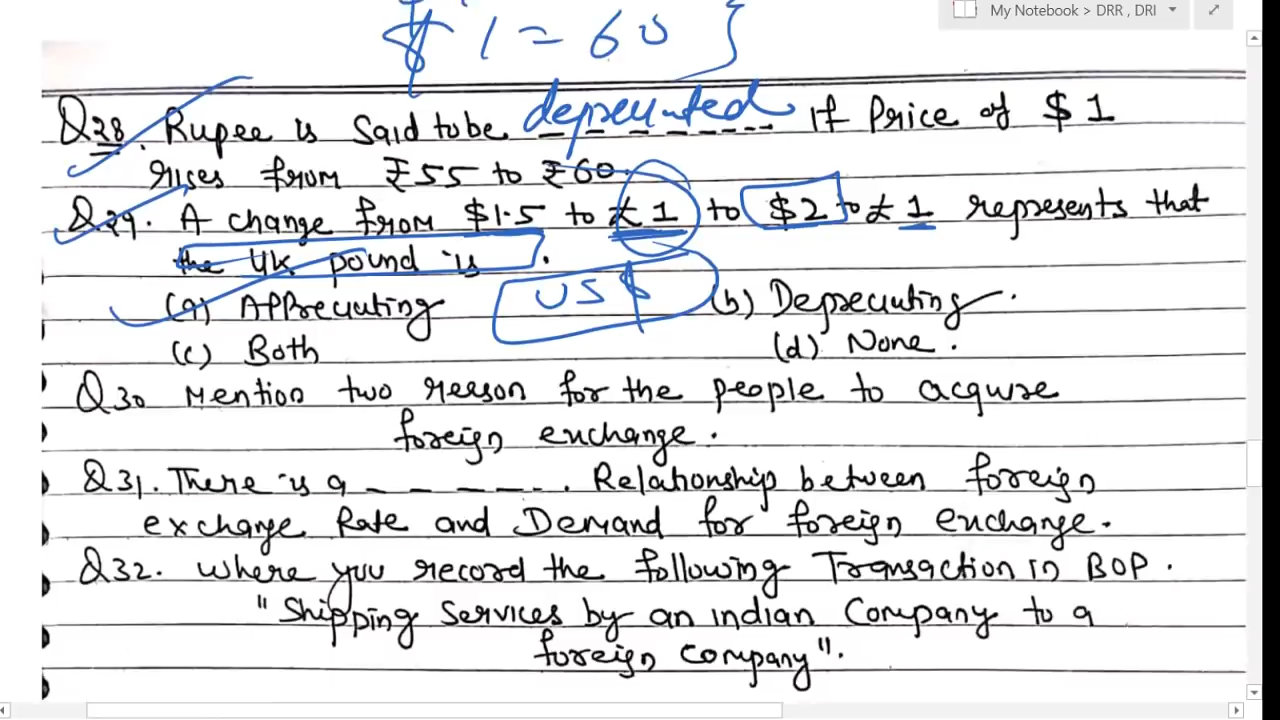 My Notebook > DRR , DRI
$ 1 = 60 }
Q28. Rupee is Said to be depreciated if Price of $ 1
rises from ₹55 to ₹60.
Q.29. A change from $1.5 to £ 1 to $2 to £ 1 represents that
the UK pound is .
US $
(a) Appreciating (b) Depreciating .
(c) Both (d) None .
Q30 Mention two reason for the people to acquire
foreign exchange .
Q31. There is a _ _ _ _ _ . Relationship between foreign
exchange Rate and Demand for foreign exchange .
Q32. Where you record the following Transaction in BOP .
"Shipping Services by an indian Company to a
foreign company".